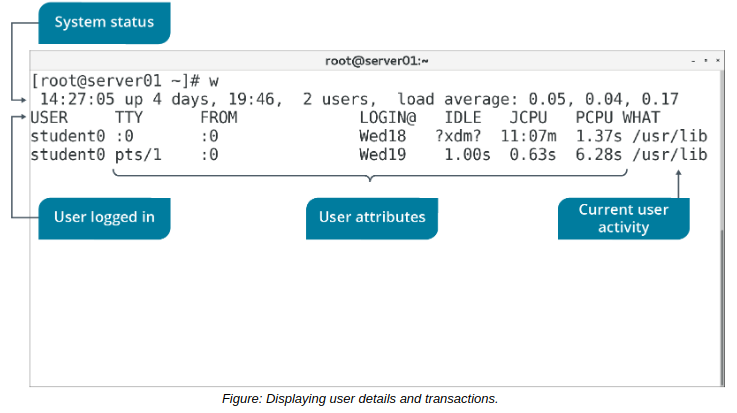 System status
root@server01:~
[root@server01 ~]# w
14:27:05 up 4 days, 19:46,  2 users,  load average: 0.05, 0.04, 0.17
USER     TTY      FROM             LOGIN@   IDLE   JCPU   PCPU WHAT
student0 :0       :0               Wed18   ?xdm?  11:07m  1.37s /usr/lib
student0 pts/1    :0               Wed19    1.00s  0.63s  6.28s /usr/lib
User logged in
User attributes
Current user
activity
Figure: Displaying user details and transactions.